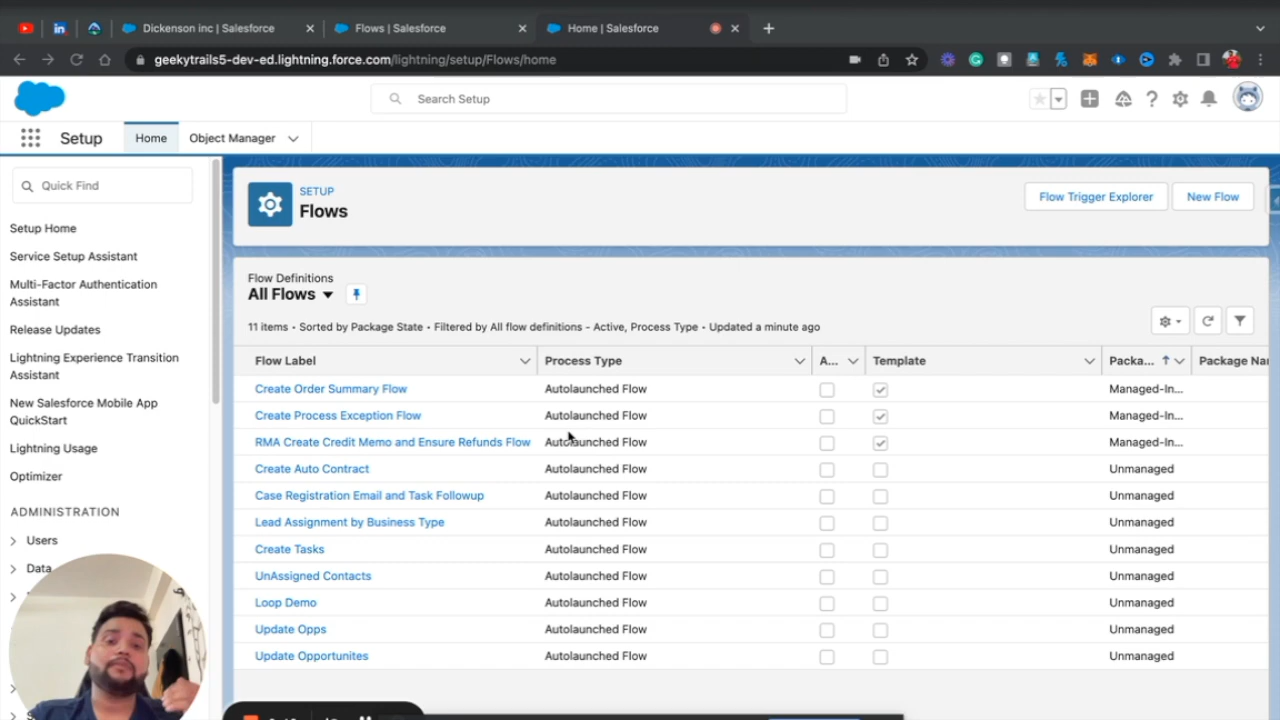 Dickenson inc | Salesforce
Flows | Salesforce
Home | Salesforce
geekytrails5-dev-ed.lightning.force.com/lightning/setup/Flows/home
Search Setup
Setup
Home
Object Manager
Quick Find
Setup Home
Service Setup Assistant
Multi-Factor Authentication
Assistant
Release Updates
Lightning Experience Transition
Assistant
New Salesforce Mobile App
QuickStart
Lightning Usage
Optimizer
ADMINISTRATION
Users
Data
SETUP
Flows
Flow Trigger Explorer
New Flow
Flow Definitions
All Flows
11 items • Sorted by Package State • Filtered by All flow definitions - Active, Process Type • Updated a minute ago
Flow Label Process Type A... Template Packa... Package Na
Create Order Summary Flow Autolaunched Flow Managed-In...
Create Process Exception Flow Autolaunched Flow Managed-In...
RMA Create Credit Memo and Ensure Refunds Flow Autolaunched Flow Managed-In...
Create Auto Contract Autolaunched Flow Unmanaged
Case Registration Email and Task Followup Autolaunched Flow Unmanaged
Lead Assignment by Business Type Autolaunched Flow Unmanaged
Create Tasks Autolaunched Flow Unmanaged
UnAssigned Contacts Autolaunched Flow Unmanaged
Loop Demo Autolaunched Flow Unmanaged
Update Opps Autolaunched Flow Unmanaged
Update Opportunites Autolaunched Flow Unmanaged